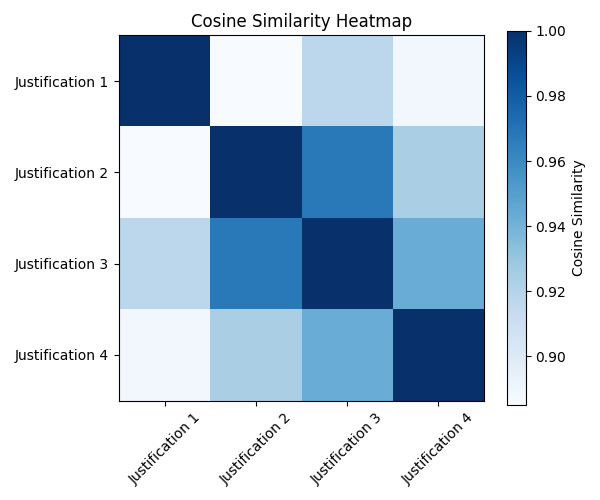 Cosine Similarity Heatmap
Justification 1
Justification 2
Justification 3
Justification 4
Justification 1
Justification 2
Justification 3
Justification 4
1.00
0.98
0.96
0.94
0.92
0.90
Cosine Similarity